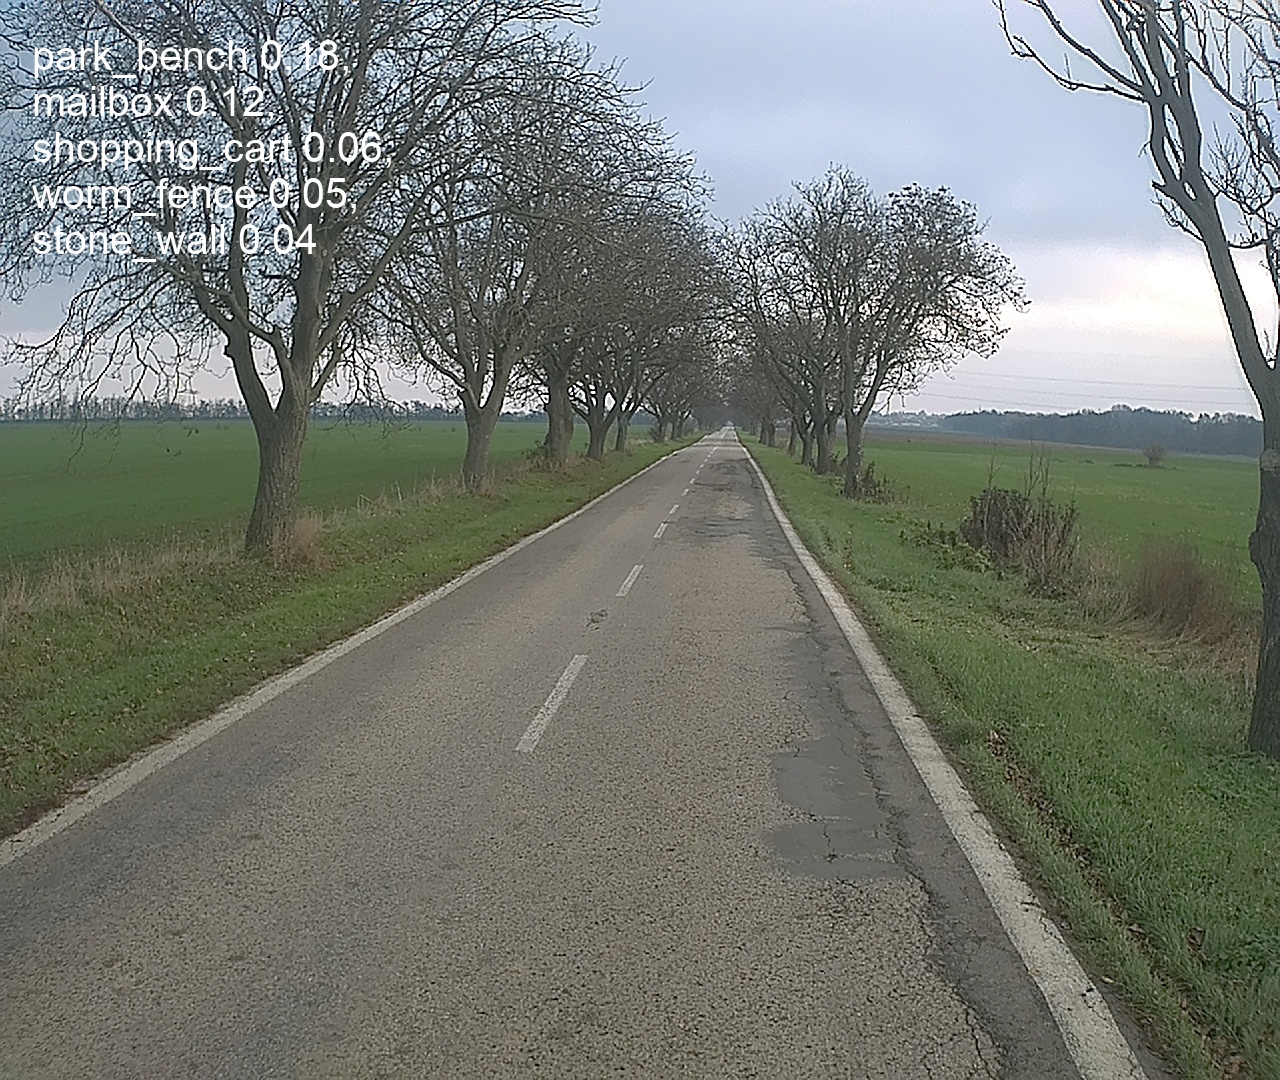 park_bench 0.18,
mailbox 0.12,
shopping_cart 0.06,
worm_fence 0.05,
stone_wall 0.04